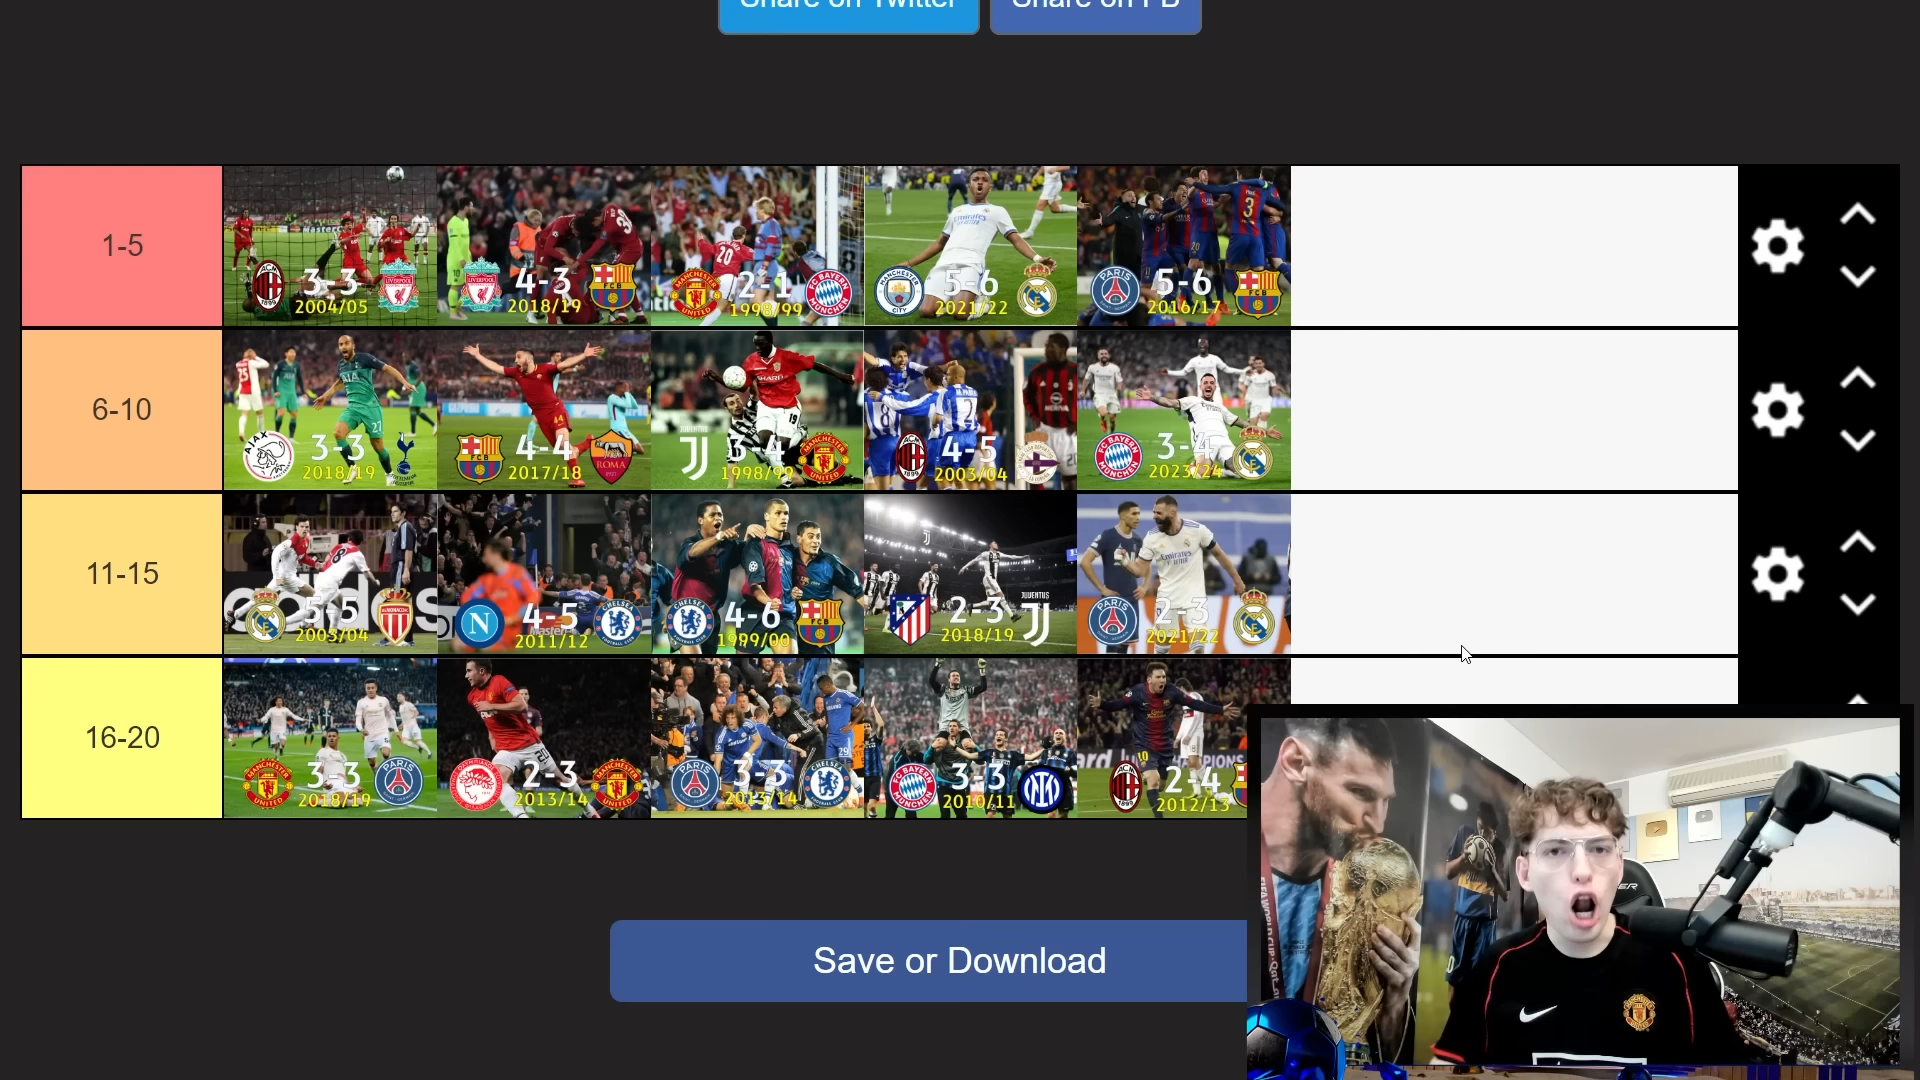 Share on Twitter Share on FB
1-5
3-3 4-3 2-1 5-6 5-6
2004/05 2018/19 1998/99 2021/22 2016/17
6-10
3-3 4-4 3-4 4-5 3-4
2018/19 2017/18 1998/99 2003/04 2023/24
11-15
5-5 4-5 4-6 2-3 2-3
2003/04 2011/12 1999/00 2018/19 2021/22
16-20
3-3 2-3 3-3 3-3 2-4
2018/19 2013/14 2013/14 2010/11 2012/13
Save or Download